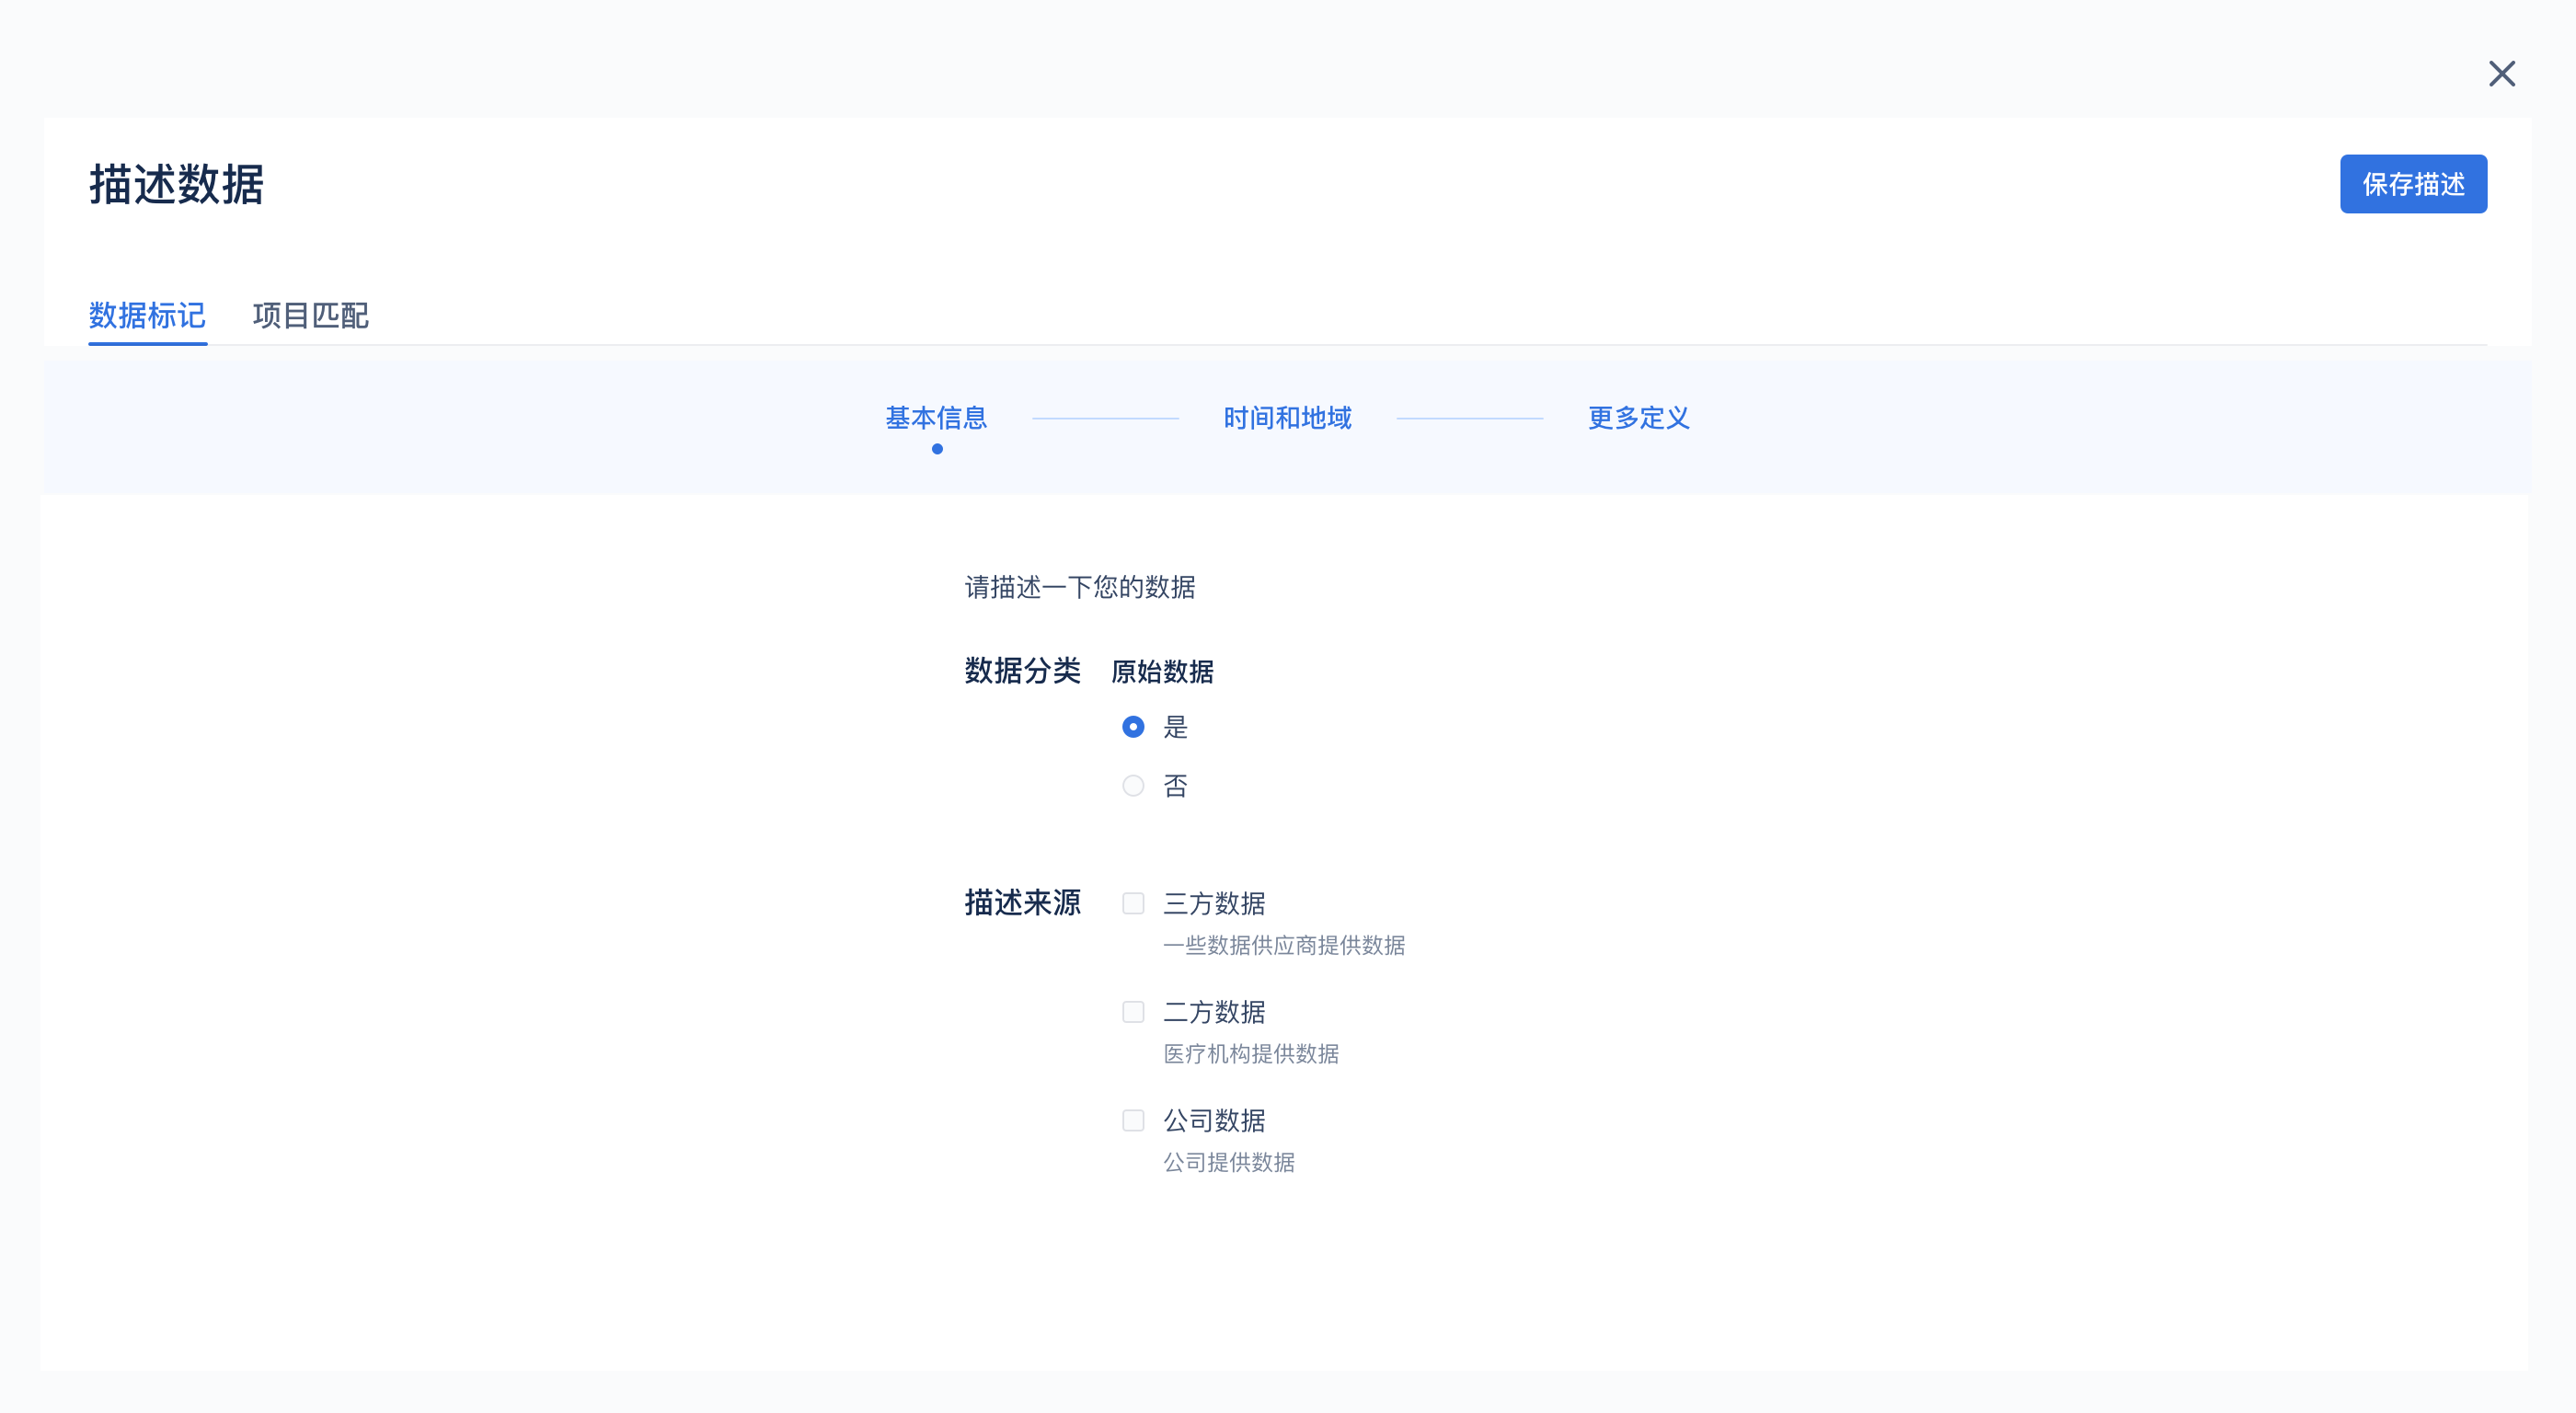 描述数据
保存描述
数据标记 项目匹配
基本信息 时间和地域 更多定义
请描述一下您的数据
数据分类 原始数据
是
否
描述来源 三方数据
一些数据供应商提供数据
二方数据
医疗机构提供数据
公司数据
公司提供数据